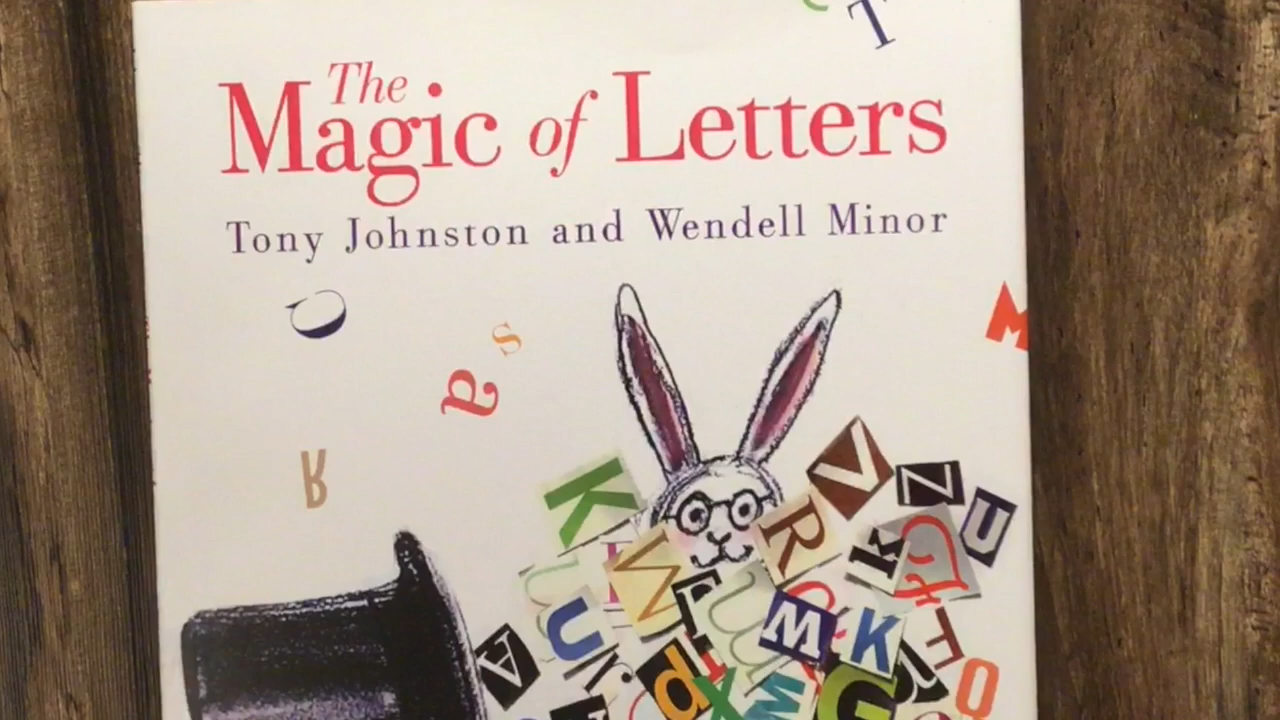 T
The
Magic of Letters
Tony Johnston and Wendell Minor
O
s
M
a
R
K
V
Z
U
R
K
W
M
K
U
A
F
d
X
G
O